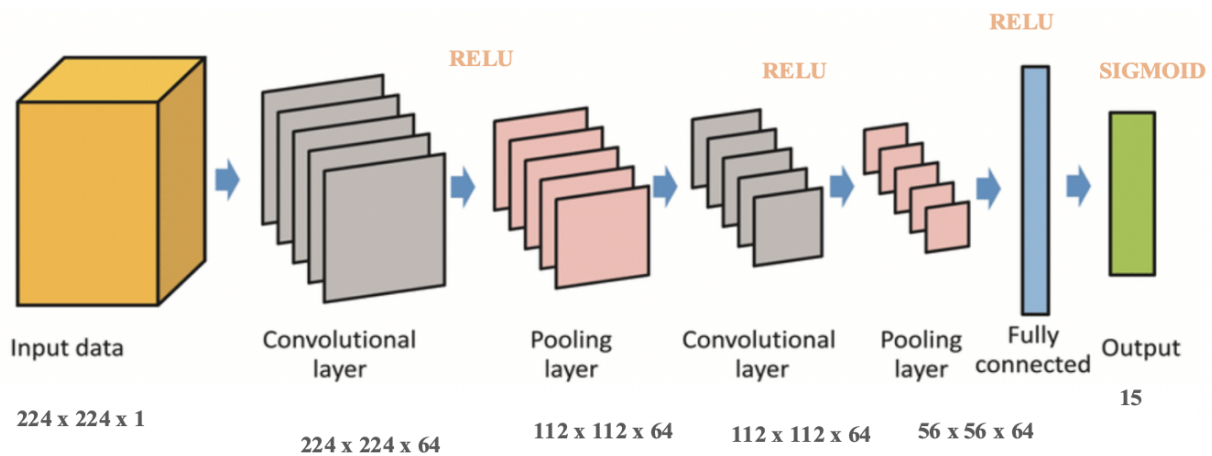 RELU
RELU
RELU
SIGMOID
Input data
Convolutional
layer
Pooling
layer
Convolutional
layer
Pooling
layer
Fully
connected
Output
224 x 224 x 1
224 x 224 x 64
112 x 112 x 64
112 x 112 x 64
56 x 56 x 64
15